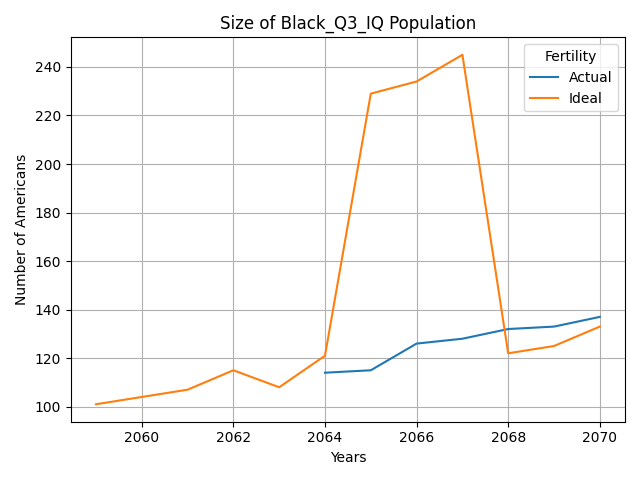 Size of Black_Q3_IQ Population
Fertility
Actual
Ideal
Number of Americans
240
220
200
180
160
140
120
100
2060
2062
2064
2066
2068
2070
Years